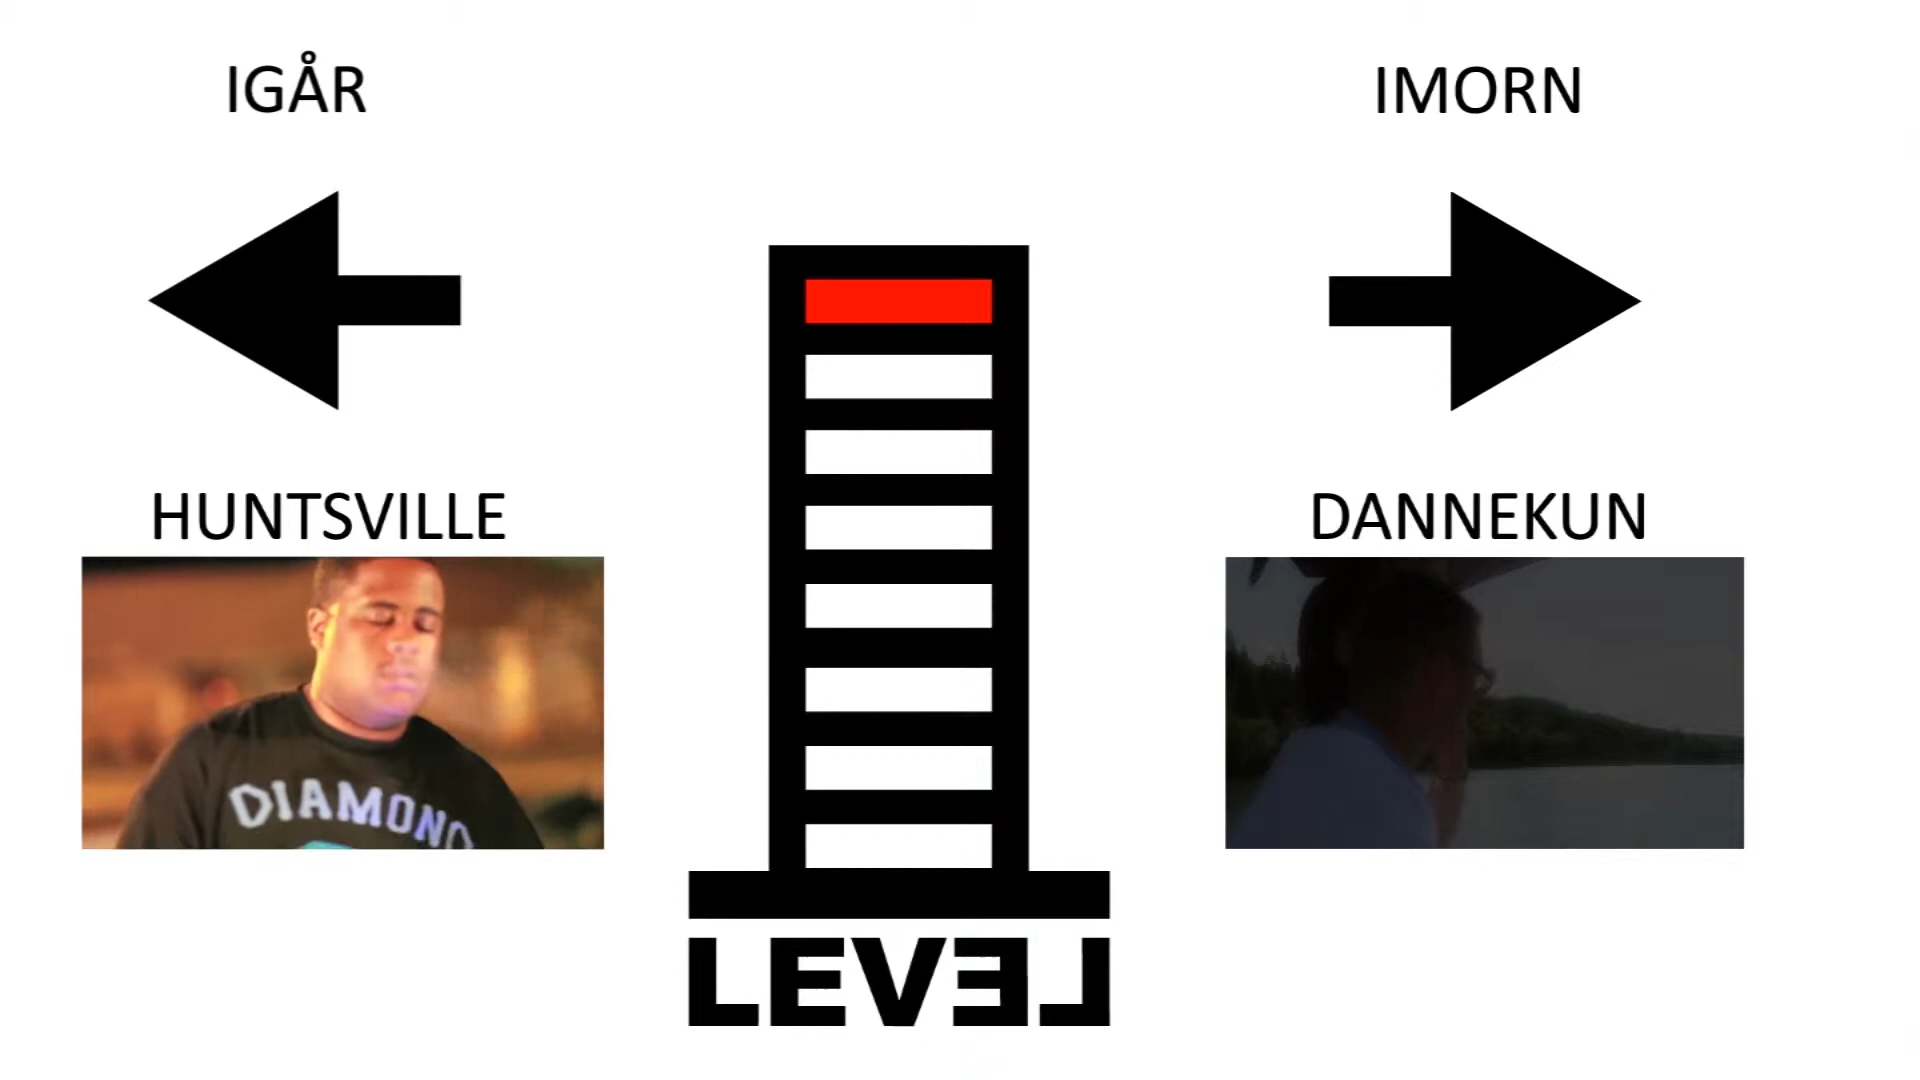 IGÅR
IMORN
HUNTSVILLE
DANNEKUN
DIAMOND
LEVEL